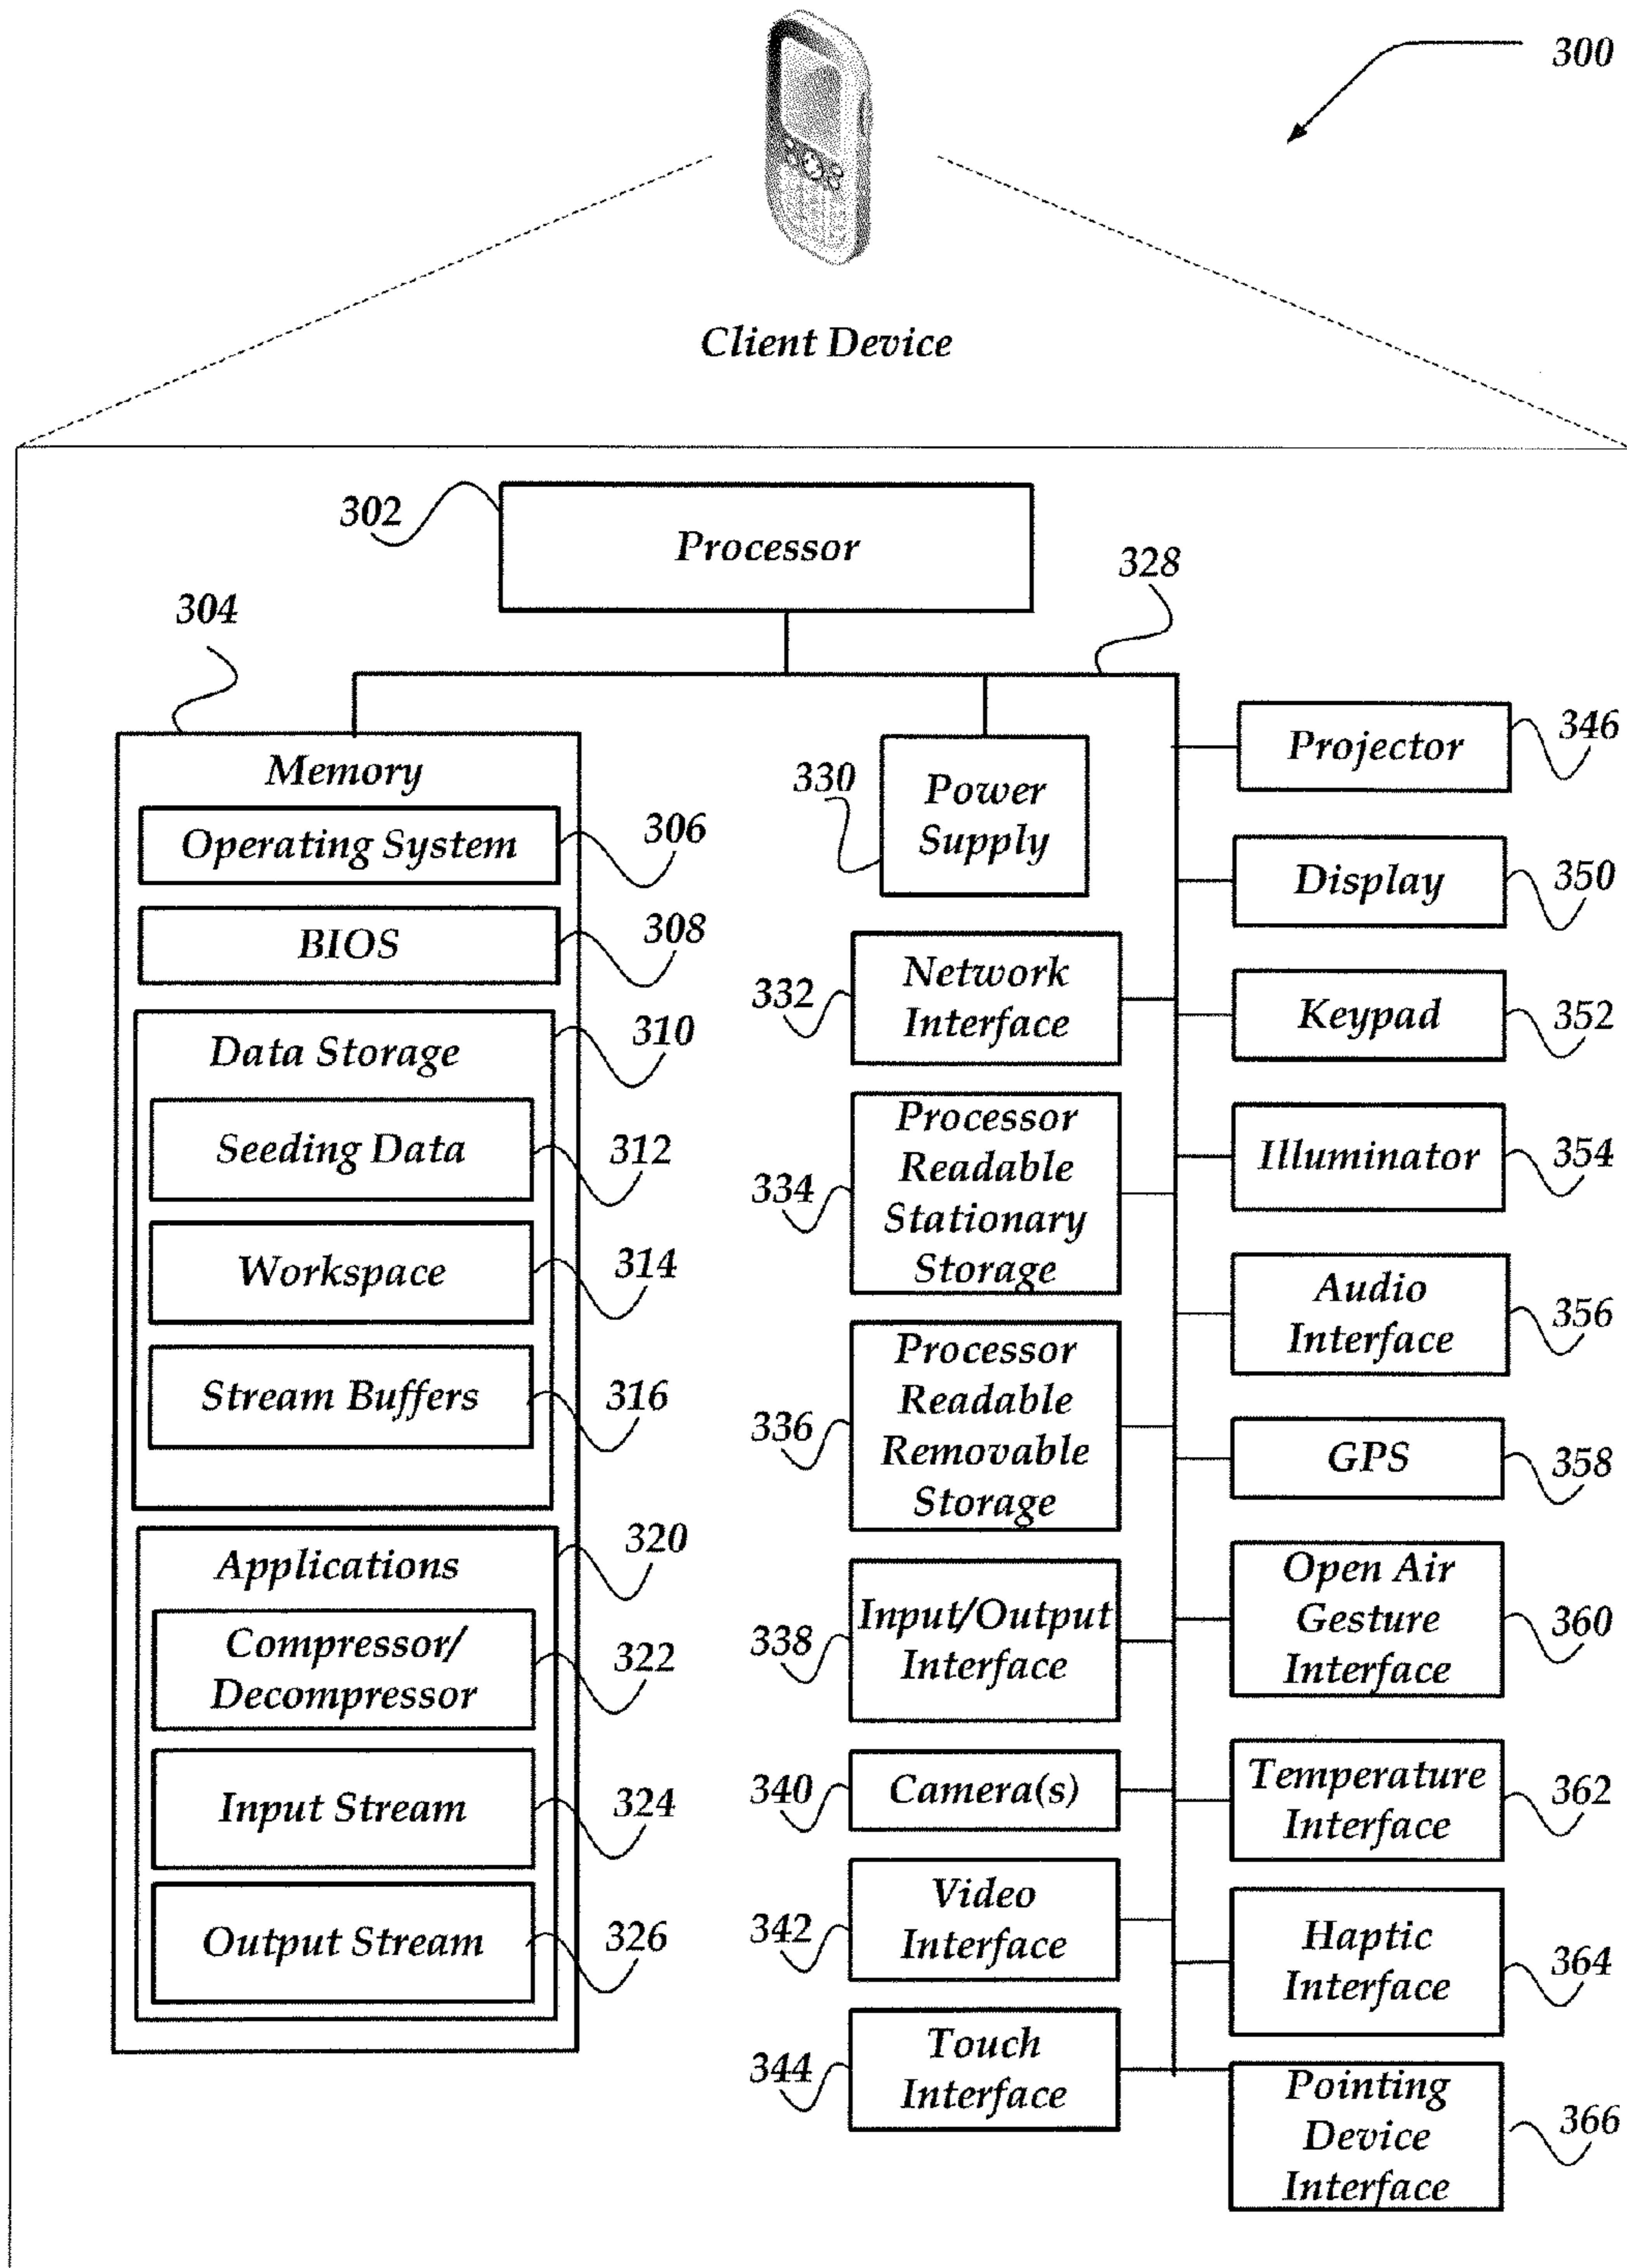 300
Client Device
302
Processor
328
304
Memory
Operating System
306
BIOS
308
Data Storage
310
Seeding Data
312
Workspace
314
Stream Buffers
316
Applications
320
Compressor/
Decompressor
322
Input Stream
324
Output Stream
326
330
Power
Supply
332
Network
Interface
334
Processor
Readable
Stationary
Storage
336
Processor
Readable
Removable
Storage
338
Input/Output
Interface
340
Camera(s)
342
Video
Interface
344
Touch
Interface
Projector
346
Display
350
Keypad
352
Illuminator
354
Audio
Interface
356
GPS
358
Open Air
Gesture
Interface
360
Temperature
Interface
362
Haptic
Interface
364
Pointing
Device
Interface
366